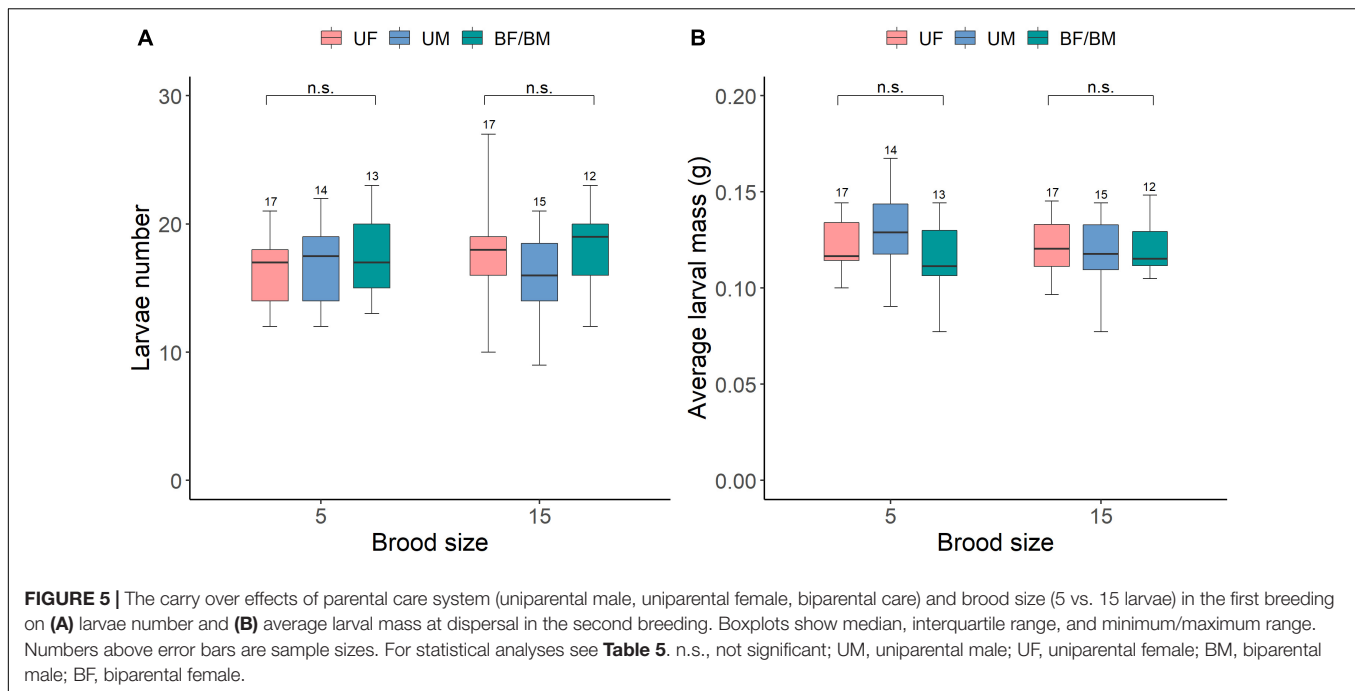 A
UF UM BF/BM
Larvae number
30
20
10
0
n.s.
n.s.
17
14
13
17
15
12
5
15
Brood size
B
UF UM BF/BM
Average larval mass (g)
0.20
0.15
0.10
0.05
0.00
n.s.
n.s.
17
14
13
17
15
12
5
15
Brood size
FIGURE 5 | The carry over effects of parental care system (uniparental male, uniparental female, biparental care) and brood size (5 vs. 15 larvae) in the first breeding
on (A) larvae number and (B) average larval mass at dispersal in the second breeding. Boxplots show median, interquartile range, and minimum/maximum range.
Numbers above error bars are sample sizes. For statistical analyses see Table 5. n.s., not significant; UM, uniparental male; UF, uniparental female; BM, biparental
male; BF, biparental female.